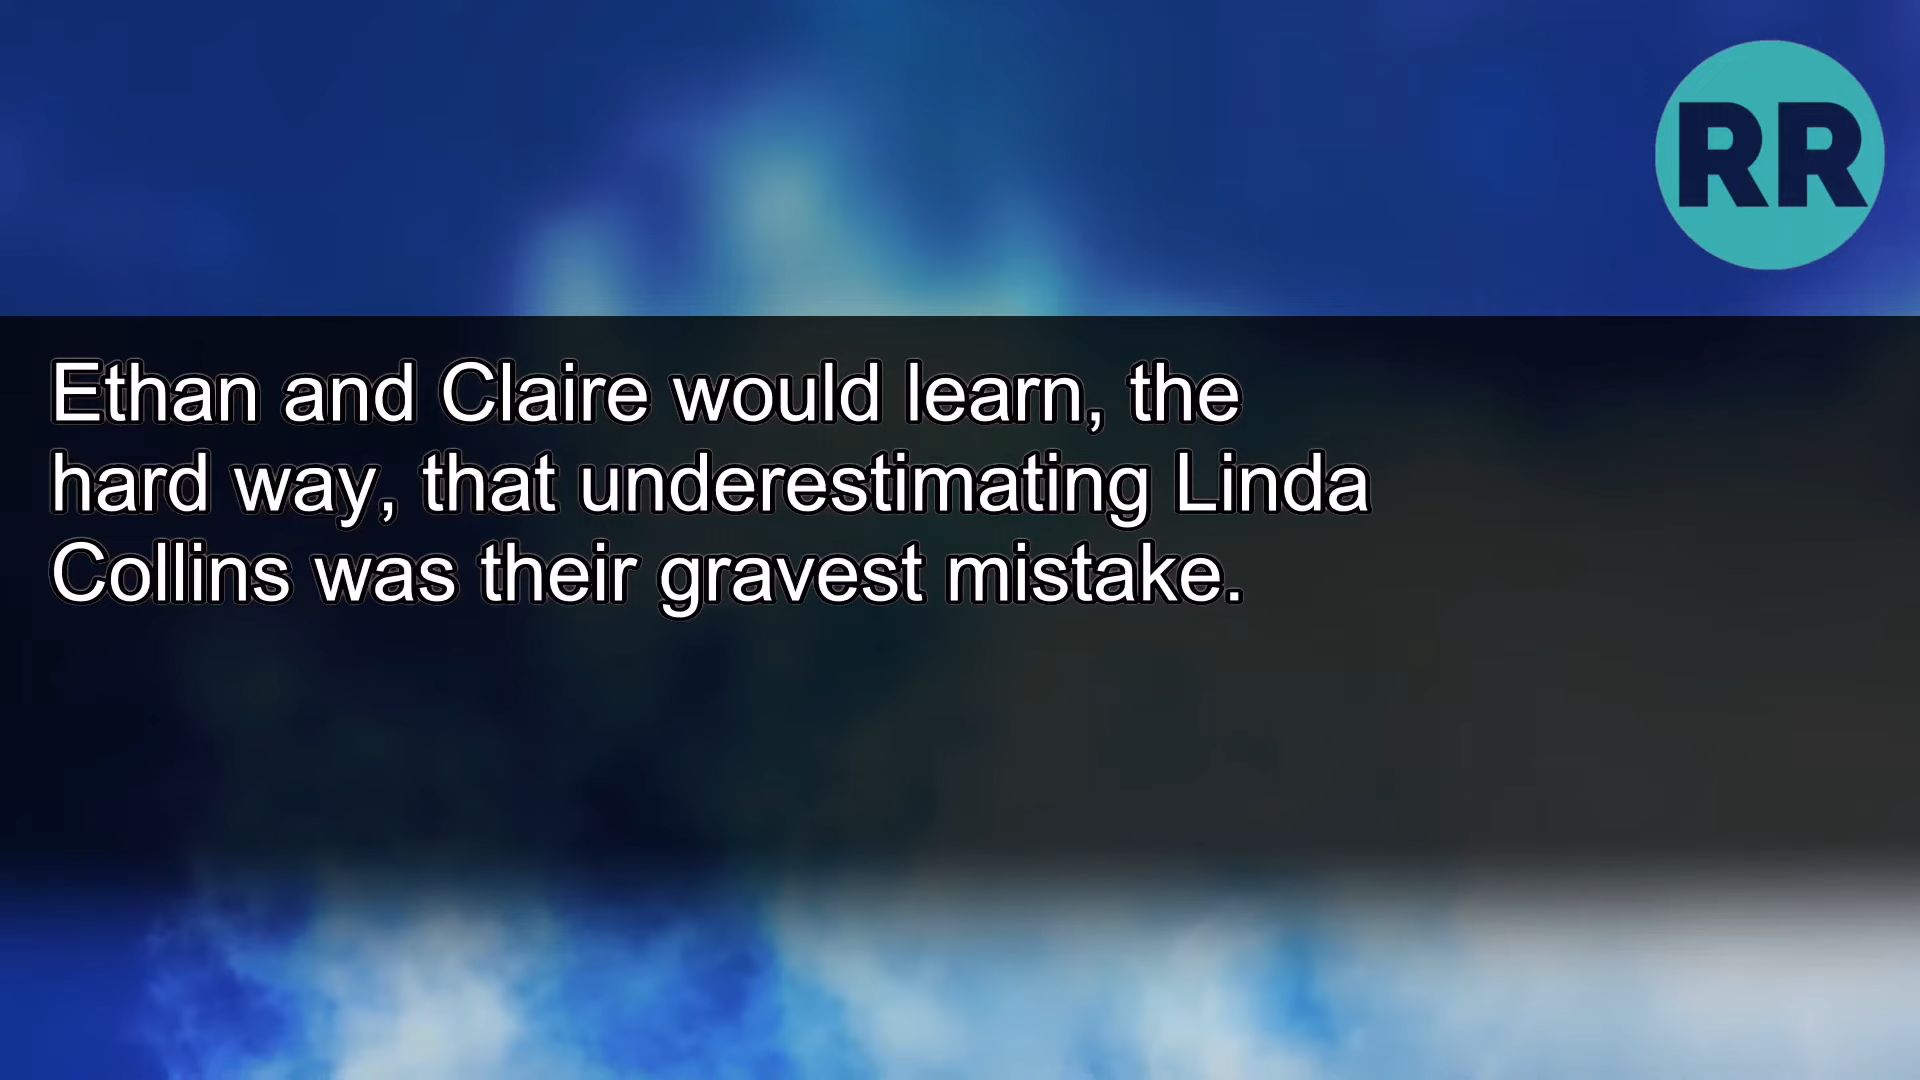 RR
Ethan and Claire would learn, the
hard way, that underestimating Linda
Collins was their gravest mistake.